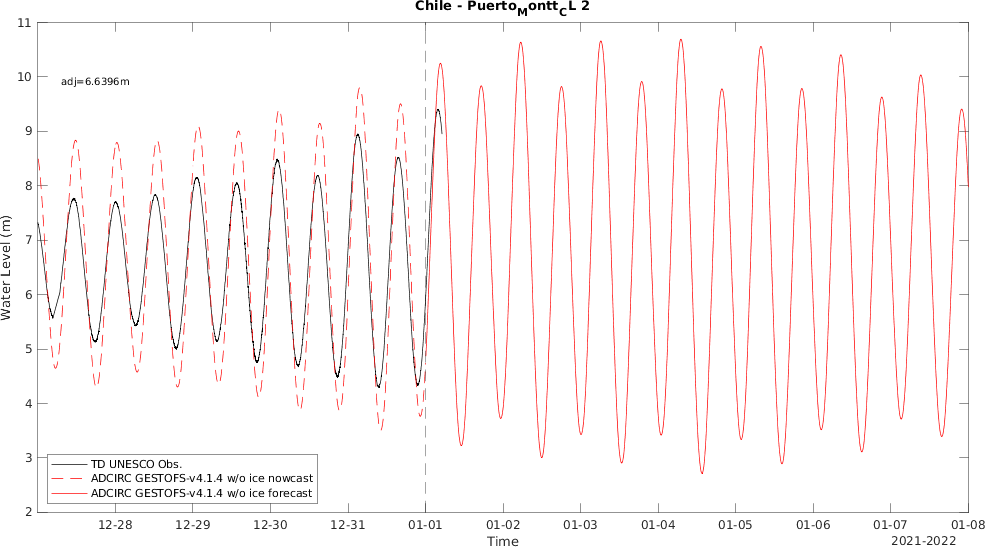 Chile - PuertoMonttCL 2
11
10
9
8
7
6
5
4
3
2
Water Level (m)
adj=6.6396m
TD UNESCO Obs.
ADCIRC GESTOFS-v4.1.4 w/o ice nowcast
ADCIRC GESTOFS-v4.1.4 w/o ice forecast
12-28 12-29 12-30 12-31 01-01 01-02 01-03 01-04 01-05 01-06 01-07 01-08
Time
2021-2022